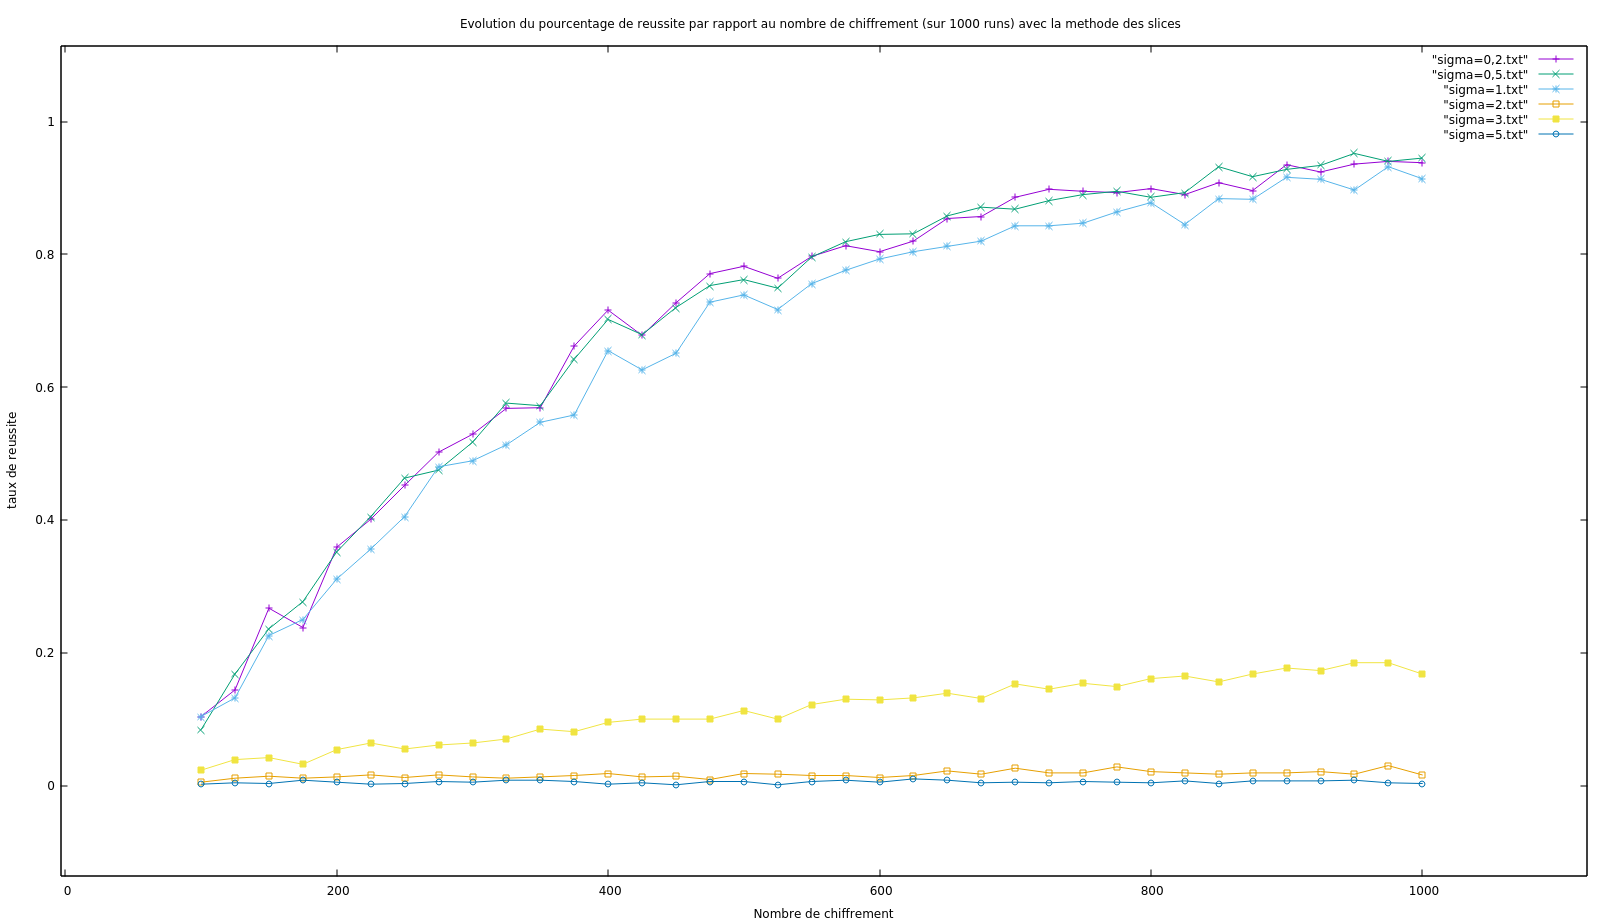 Evolution du pourcentage de reussite par rapport au nombre de chiffrement (sur 1000 runs) avec la methode des slices
"sigma=0,2.txt"
"sigma=0,5.txt"
"sigma=1.txt"
"sigma=2.txt"
"sigma=3.txt"
"sigma=5.txt"
1
0.8
0.6
0.4
0.2
0
taux de reussite
0 200 400 600 800 1000
Nombre de chiffrement